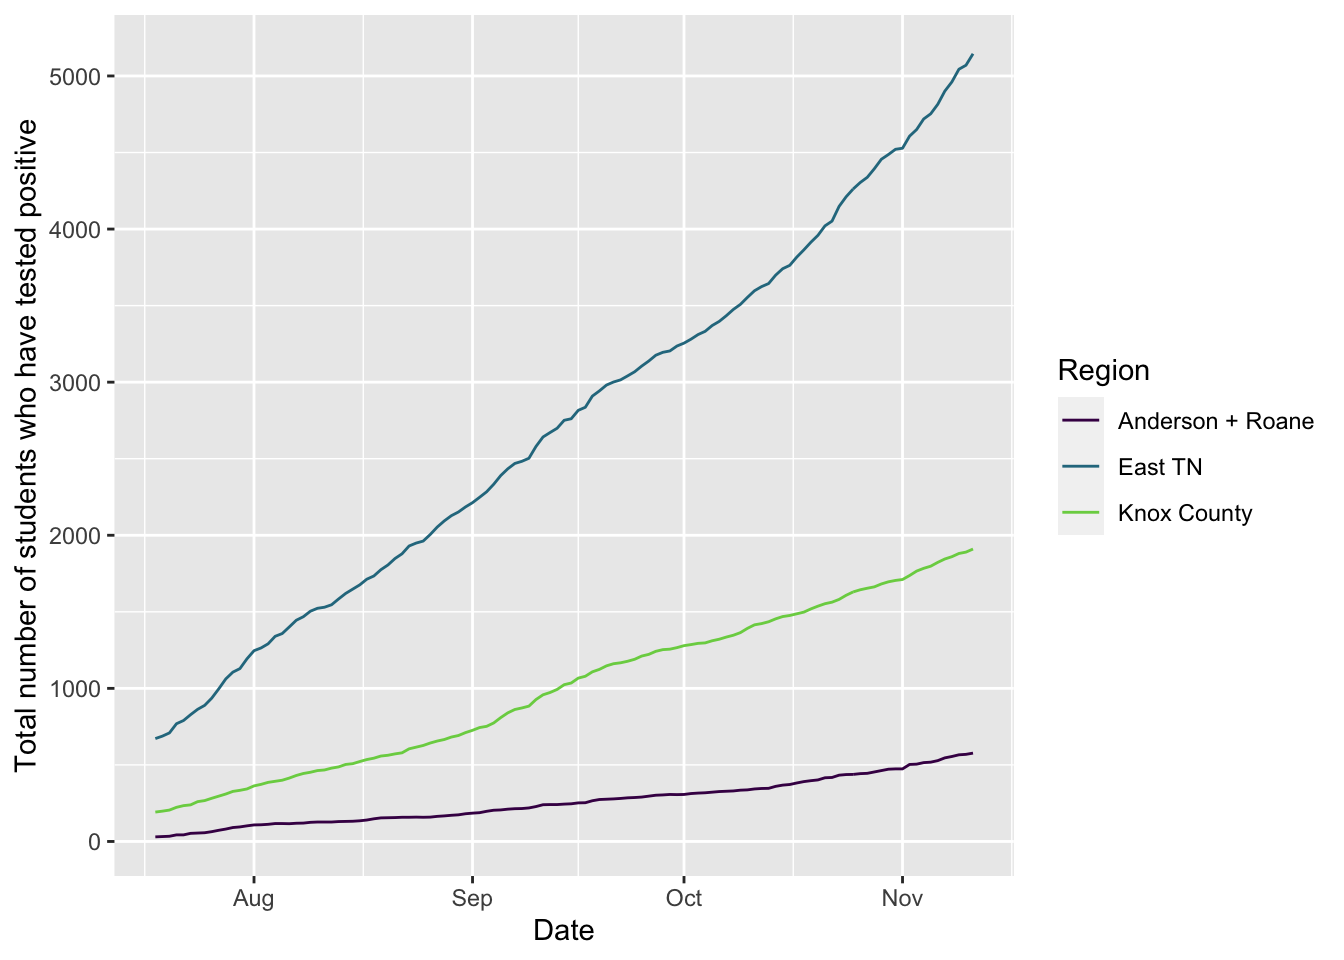 Total number of students who have tested positive
5000
4000
3000
2000
1000
0
Aug
Sep
Oct
Nov
Date
Region
Anderson + Roane
East TN
Knox County